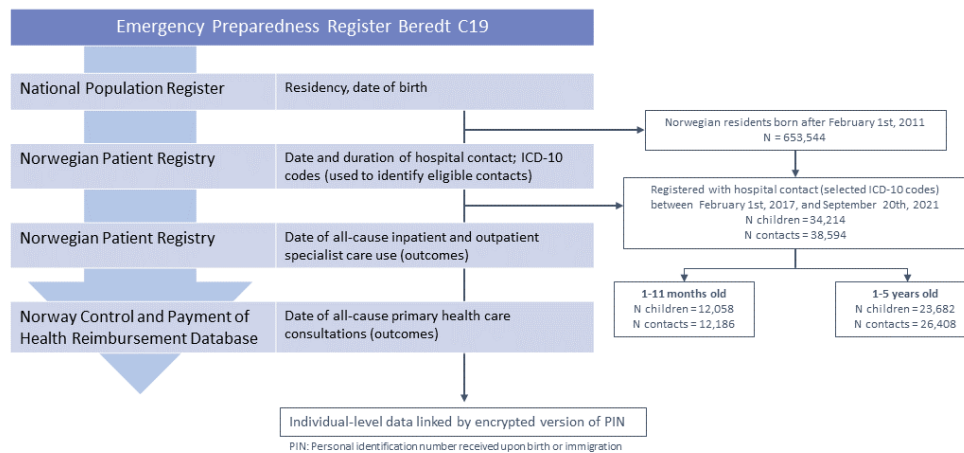 Emergency Preparedness Register Beredt C19
National Population Register
Residency, date of birth
Norwegian residents born after February 1st, 2011
N = 653,544
Norwegian Patient Registry
Date and duration of hospital contact; ICD-10
codes (used to identify eligible contacts)
Registered with hospital contact (selected ICD-10 codes)
between February 1st, 2017, and September 20th, 2021
N children = 34,214
N contacts = 38,594
Norwegian Patient Registry
Date of all-cause inpatient and outpatient
specialist care use (outcomes)
1-11 months old
N children = 12,058
N contacts = 12,186
1-5 years old
N children = 23,682
N contacts = 26,408
Norway Control and Payment of
Health Reimbursement Database
Date of all-cause primary health care
consultations (outcomes)
Individual-level data linked by encrypted version of PIN
PIN: Personal identification number received upon birth or immigration